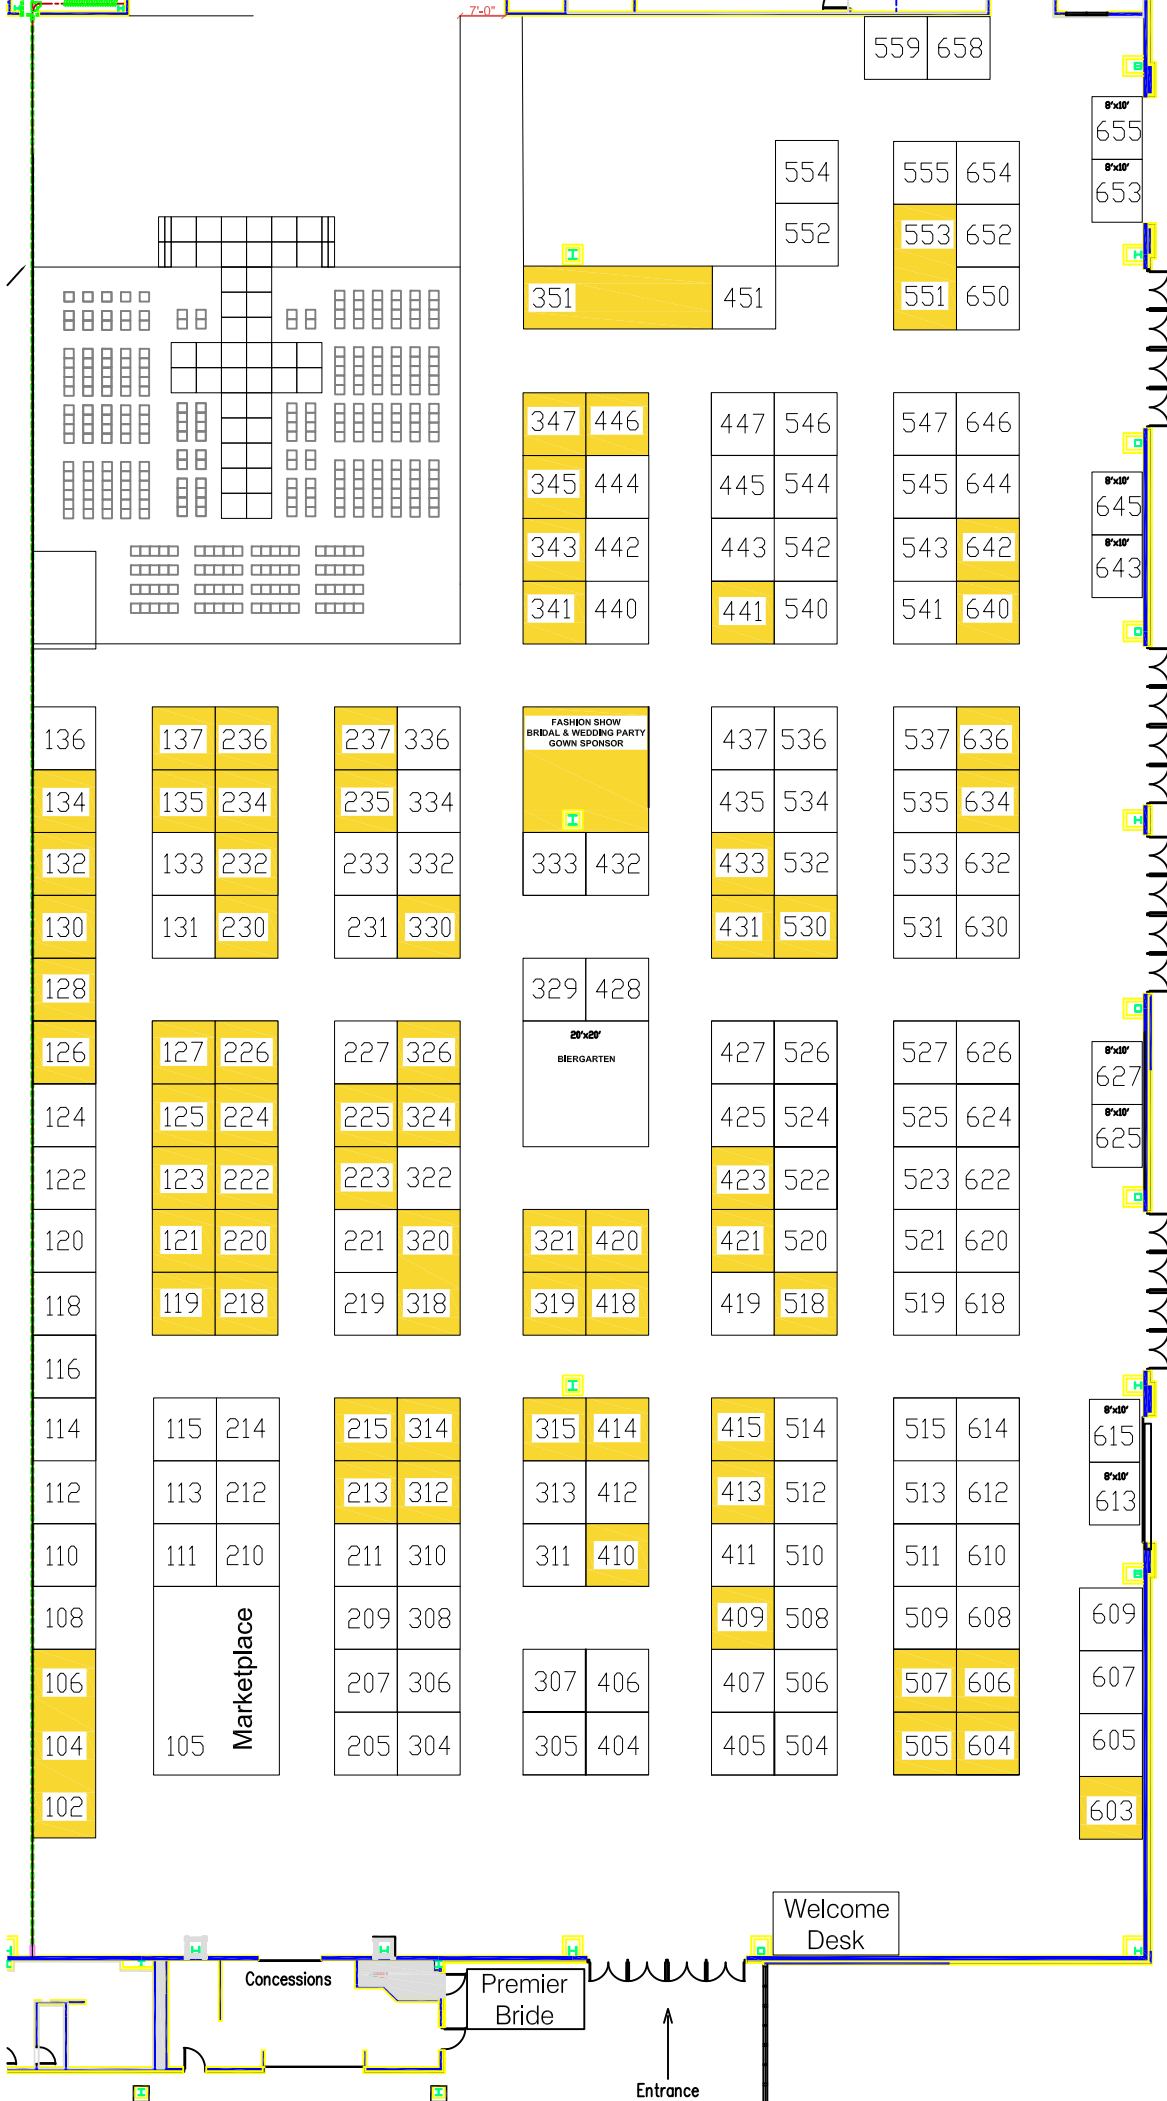 7'-0"
559 658
8'x10'
655
554 555 654
8'x10'
653
552 553 652
351 451 551 650
347 446 447 546 547 646
345 444 445 544 545 644
8'x10'
645
343 442 443 542 543 642
8'x10'
643
341 440 441 540 541 640
FASHION SHOW
BRIDAL & WEDDING PARTY
GOWN SPONSOR
136 137 236 237 336 437 536 537 636
134 135 234 235 334 435 534 535 634
132 133 232 233 332 333 432 433 532 533 632
130 131 230 231 330 431 530 531 630
128 329 428
20'x20'
BIERGARTEN
126 127 226 227 326 427 526 527 626
8'x10'
627
124 125 224 225 324 425 524 525 624
8'x10'
625
122 123 222 223 322 423 522 523 622
120 121 220 221 320 321 420 421 520 521 620
118 119 218 219 318 319 418 419 518 519 618
116
114 115 214 215 314 315 414 415 514 515 614
8'x10'
615
112 113 212 213 312 313 412 413 512 513 612
8'x10'
613
110 111 210 211 310 311 410 411 510 511 610
108 209 308 409 508 509 608 609
Marketplace
106 207 306 307 406 407 506 507 606 607
104 105 205 304 305 404 405 504 505 604 605
102 603
Welcome
Desk
Concessions
Premier
Bride
Entrance